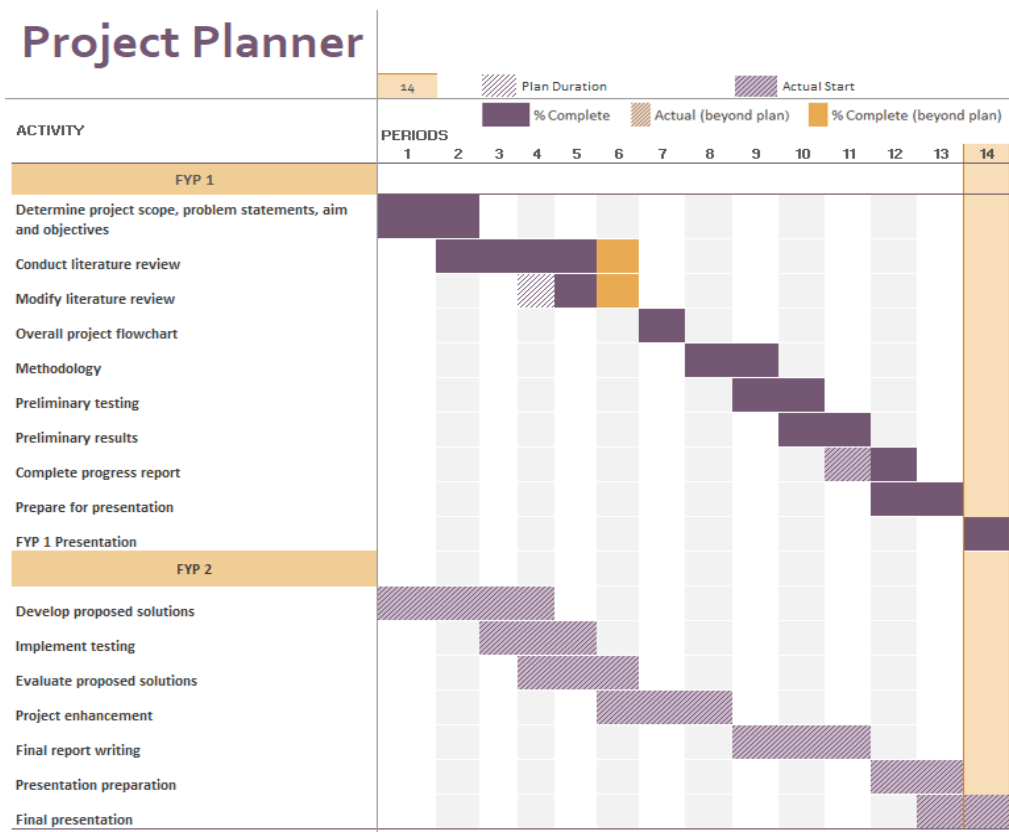 Project Planner
14
Plan Duration
Actual Start
% Complete
Actual (beyond plan)
% Complete (beyond plan)
ACTIVITY
PERIODS
1 2 3 4 5 6 7 8 9 10 11 12 13 14
FYP 1
Determine project scope, problem statements, aim
and objectives
Conduct literature review
Modify literature review
Overall project flowchart
Methodology
Preliminary testing
Preliminary results
Complete progress report
Prepare for presentation
FYP 1 Presentation
FYP 2
Develop proposed solutions
Implement testing
Evaluate proposed solutions
Project enhancement
Final report writing
Presentation preparation
Final presentation